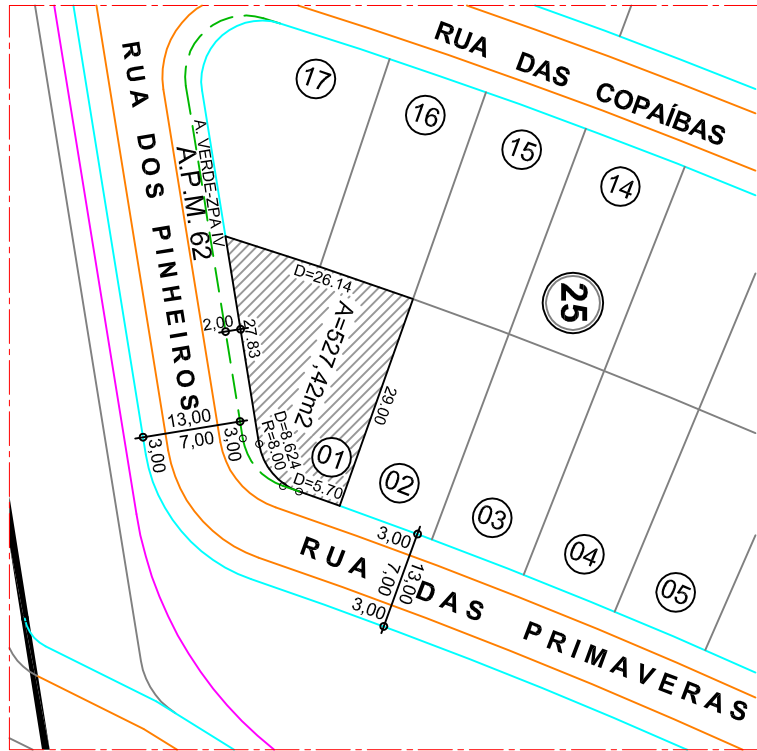 RUA DAS COPAÍBAS
17
16
15
14
25
RUA DOS PINHEIROS
A. VERDE-ZPA IV
A.P.M. 62
D=26.14
A=527,42m2
2,00
27.83
29.00
D=8.624
R=8.00
D=5.70
13,00
7,00
3,00
3,00
01
02
03
04
05
3,00
13,00
7,00
3,00
RUA DAS PRIMAVERAS